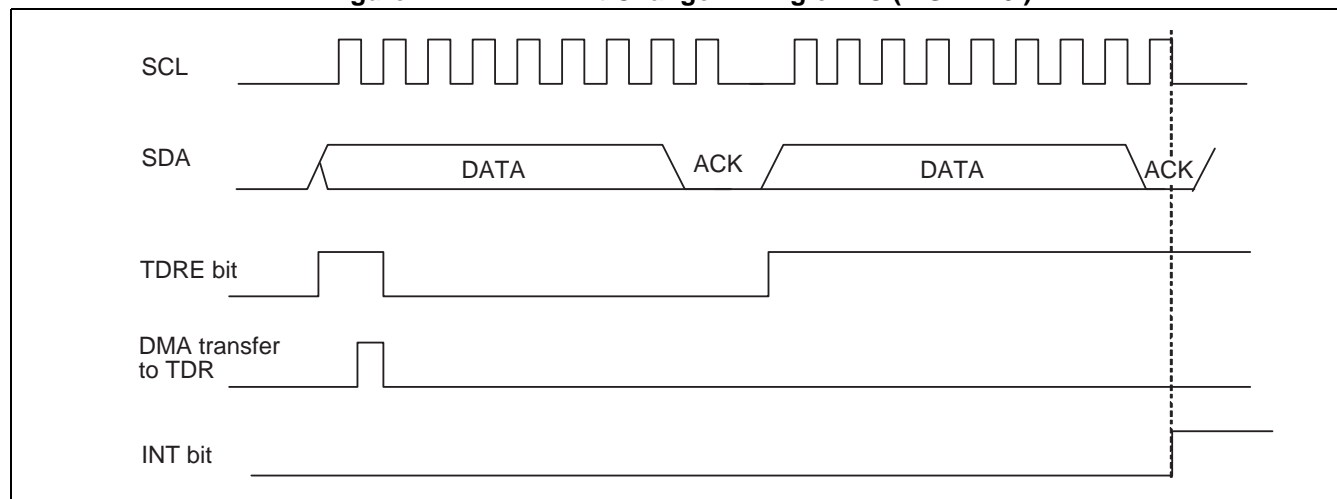 SCL
SDA
DATA
ACK
DATA
ACK
TDRE bit
DMA transfer
to TDR
INT bit